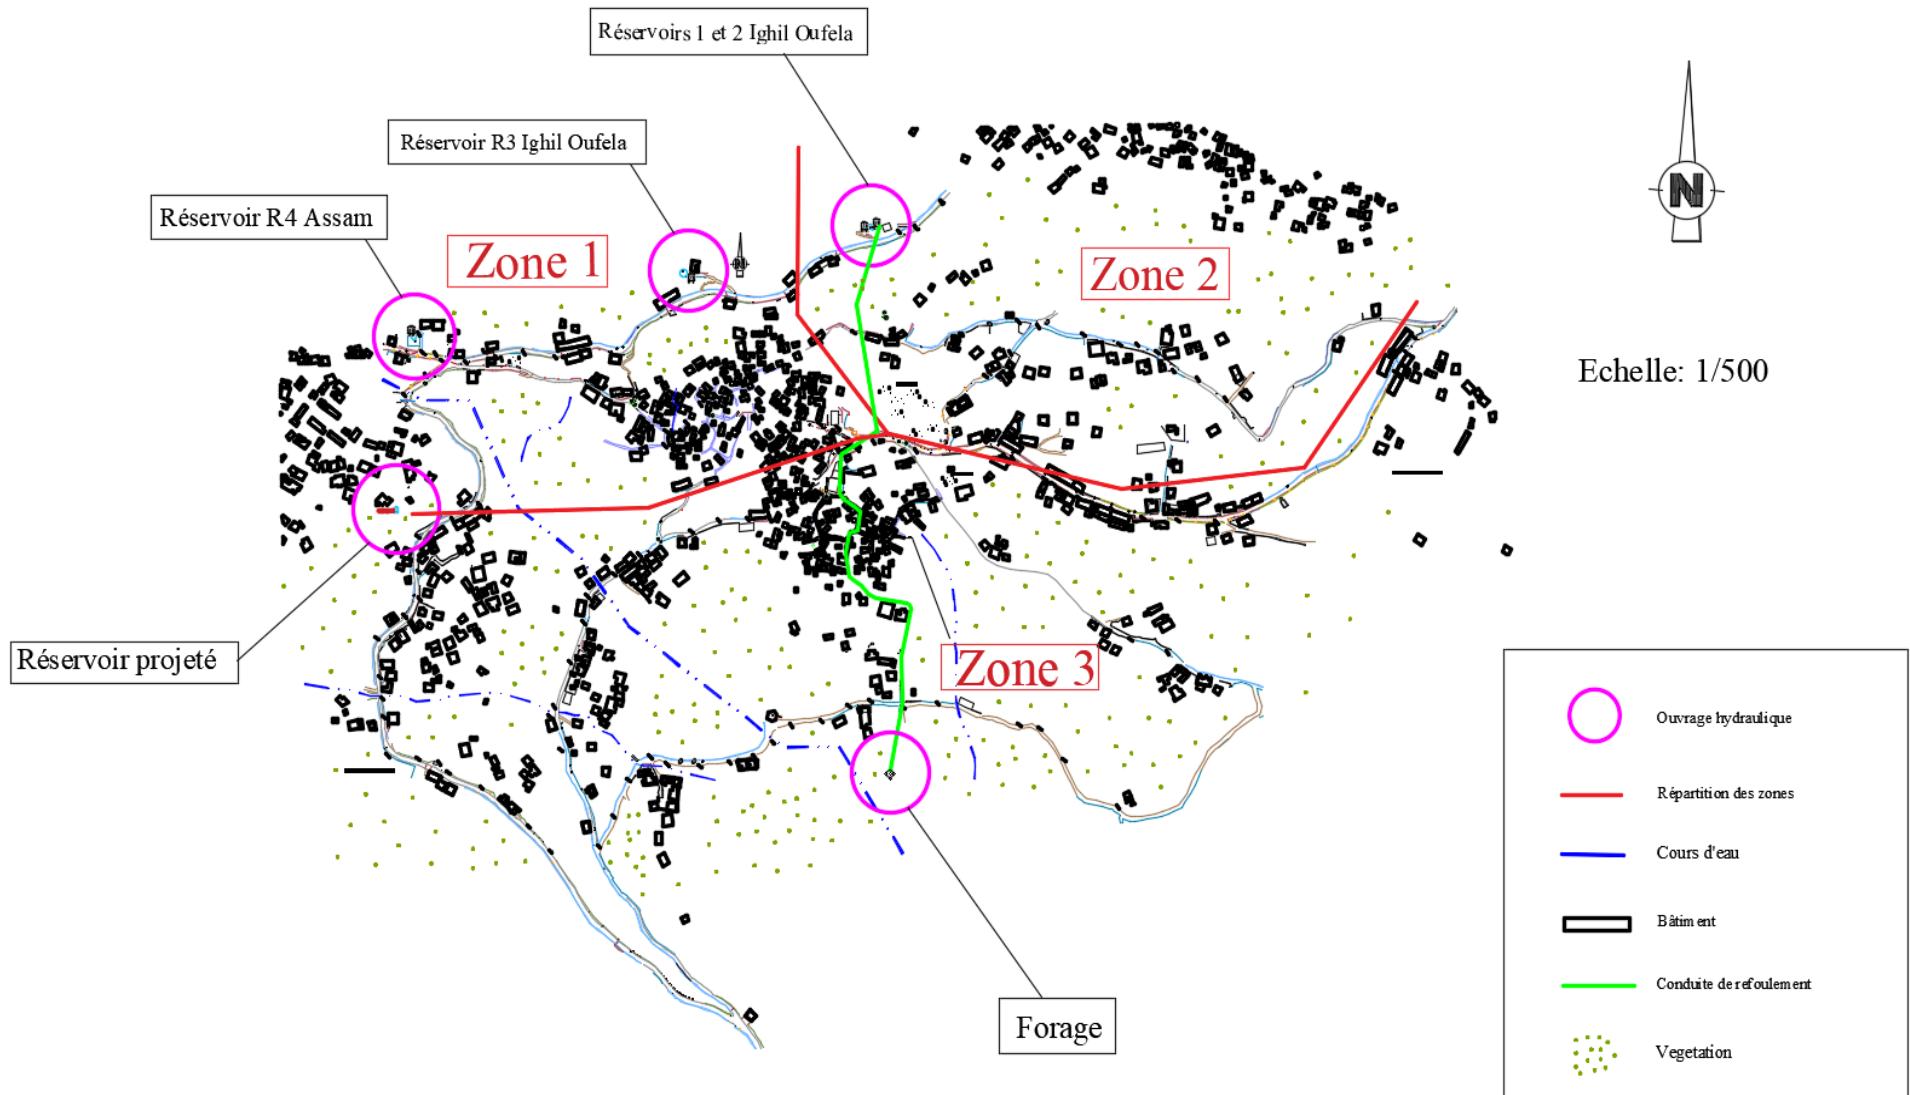 Réservoirs 1 et 2 Ighil Oufela
Réservoir R3 Ighil Oufela
Réservoir R4 Assam
Zone 1
Zone 2
N
N
Echelle: 1/500
Réservoir projeté
Zone 3
Forage
Ouvrage hydraulique
Répartition des zones
Cours d'eau
Bâtiment
Conduite de refoulement
Vegetation